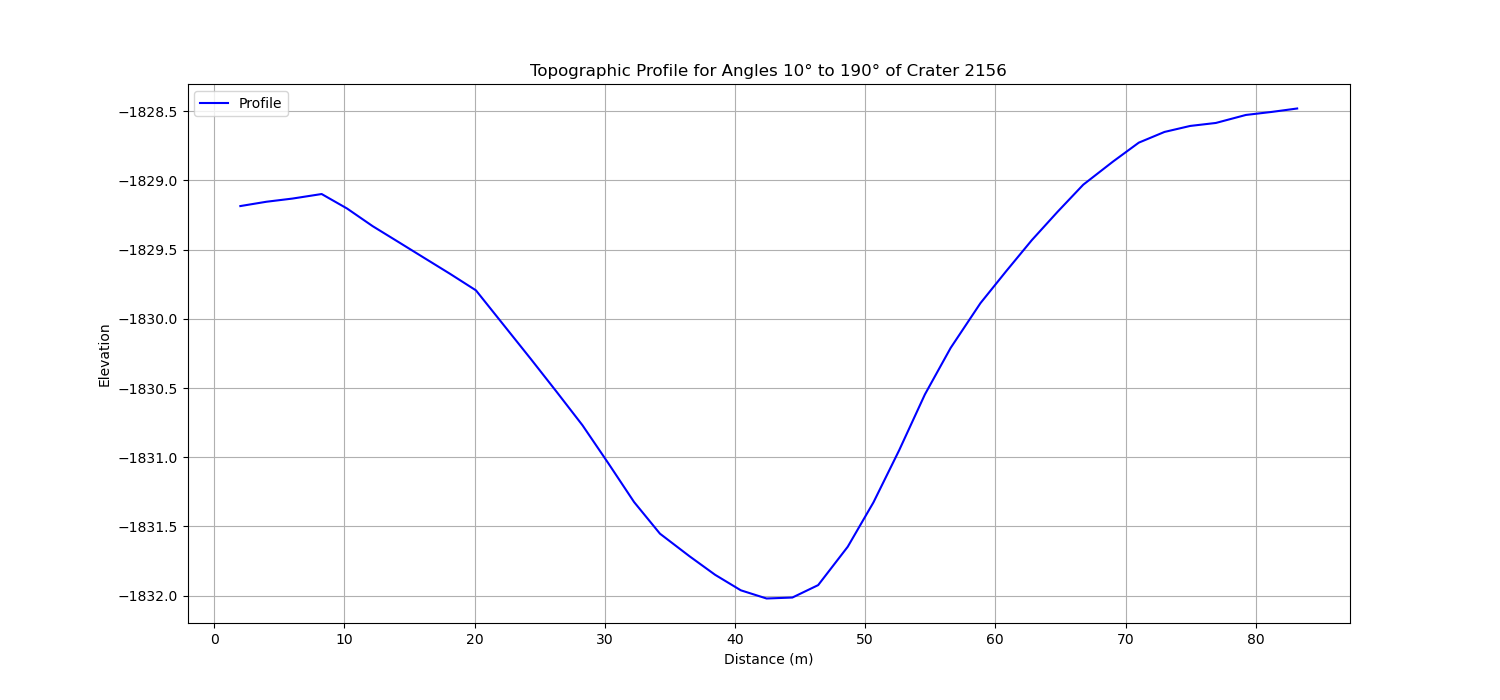 Topographic Profile for Angles 10° to 190° of Crater 2156
Profile
−1828.5
−1829.0
−1829.5
−1830.0
−1830.5
−1831.0
−1831.5
−1832.0
Elevation
0 10 20 30 40 50 60 70 80
Distance (m)